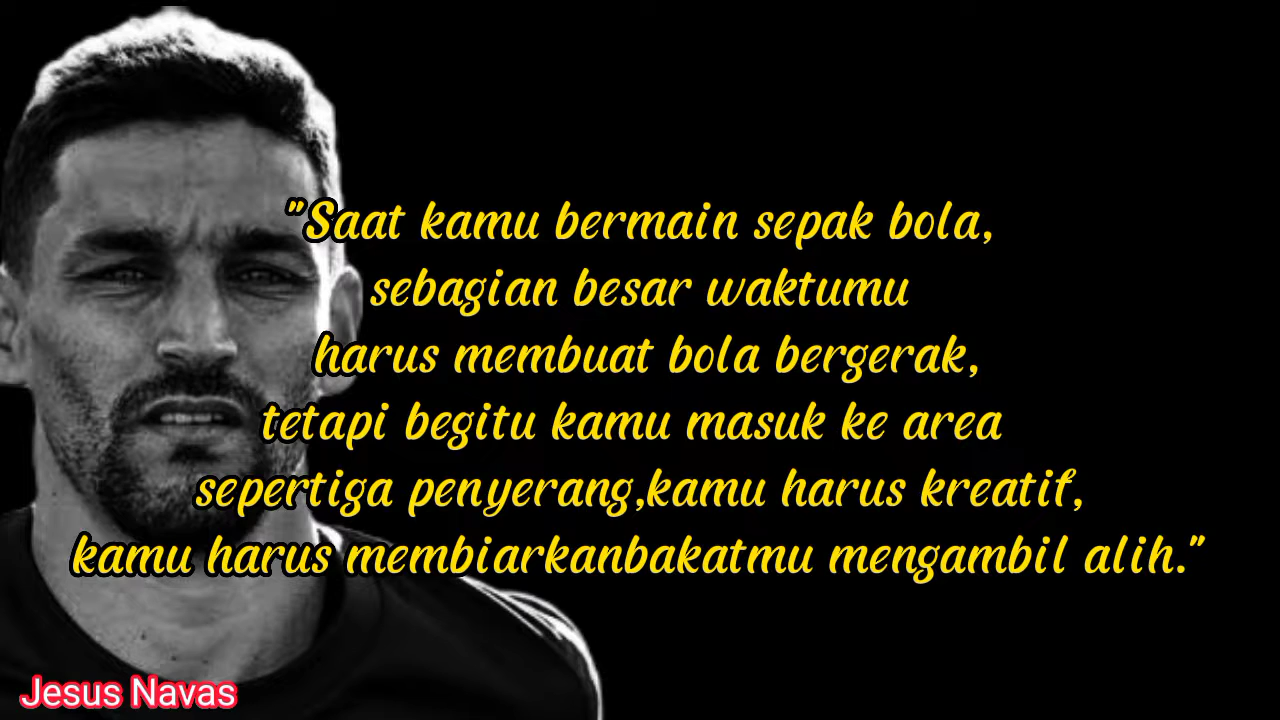 "Saat kamu bermain sepak bola,
sebagian besar waktumu
harus membuat bola bergerak,
tetapi begitu kamu masuk ke area
sepertiga penyerang,kamu harus kreatif,
kamu harus membiarkanbakatmu mengambil alih."
Jesus Navas